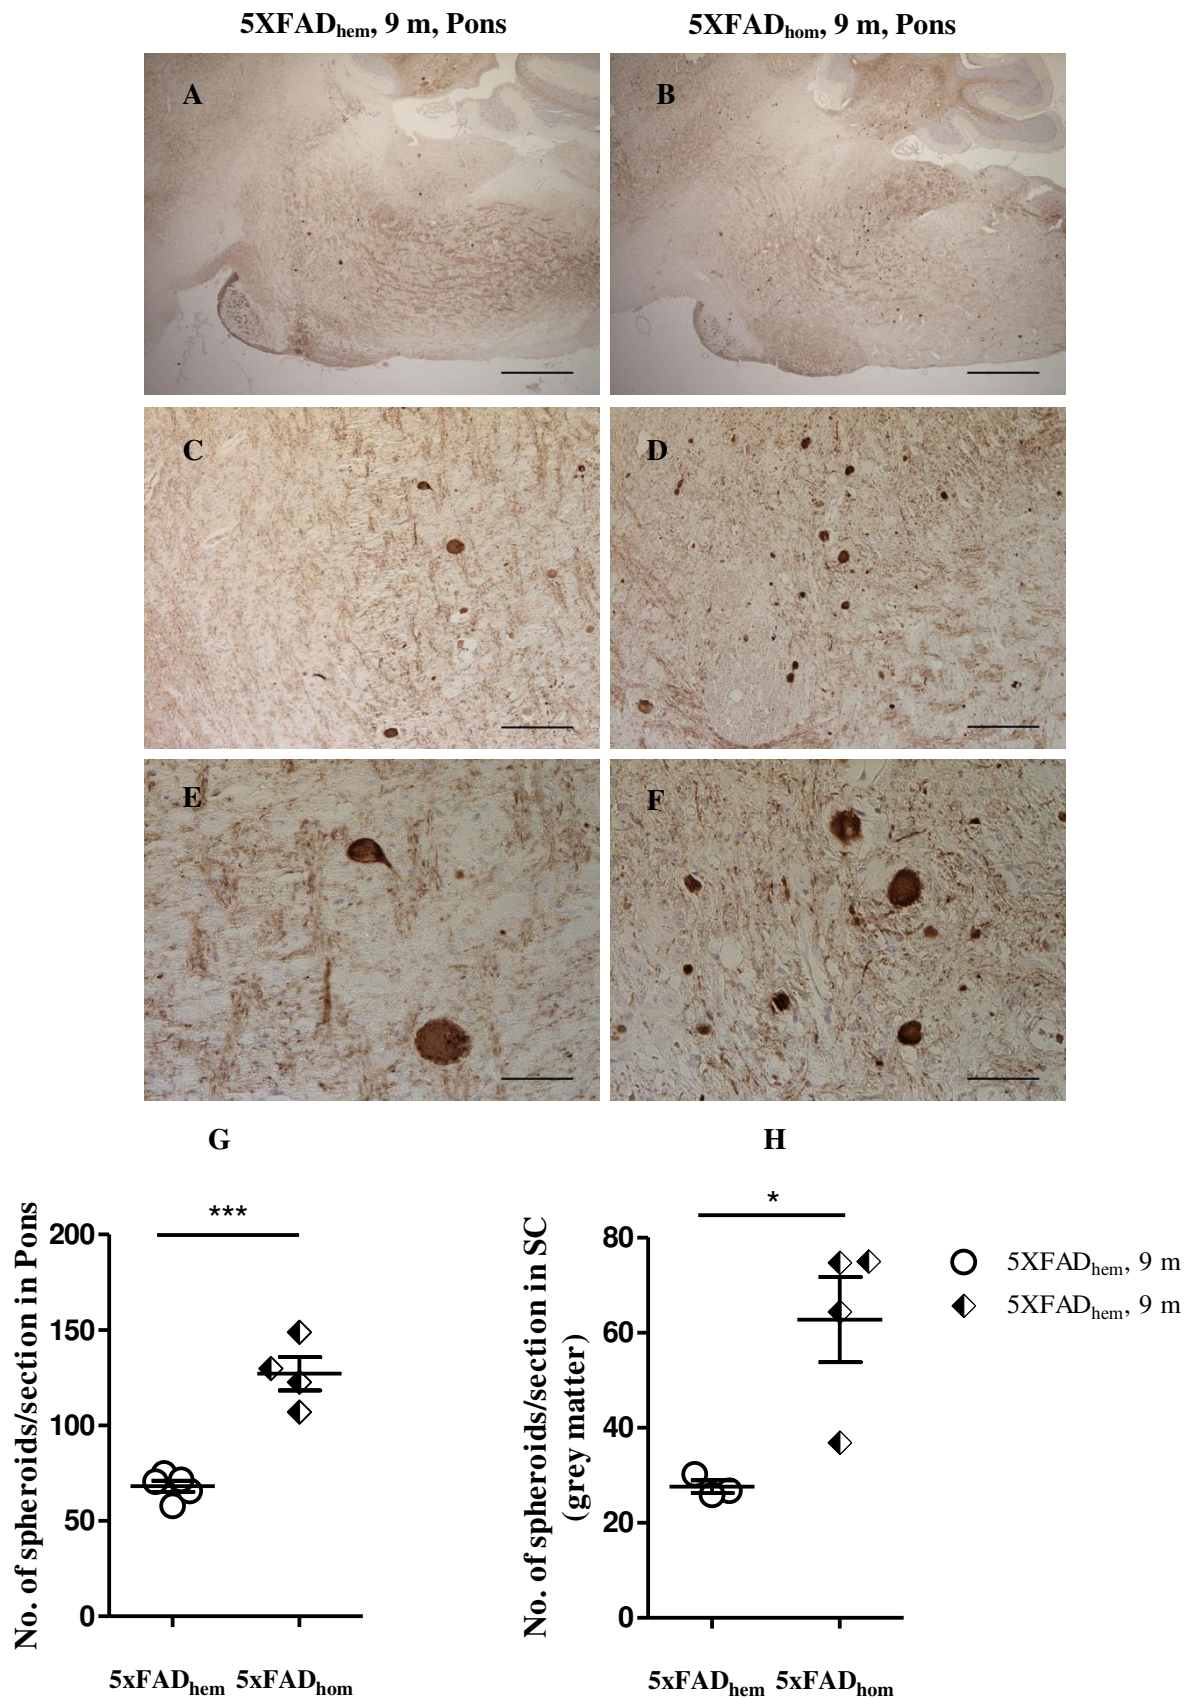 5XFADhem, 9 m, Pons
5XFADhom, 9 m, Pons
A
B
C
D
E
F
G
H
No. of spheroids/section in Pons
200
150
100
50
0
***
5xFADhem
5xFADhom
No. of spheroids/section in SC
(grey matter)
80
60
40
20
0
*
5xFADhem
5xFADhom
5XFADhem, 9 m
5XFADhem, 9 m